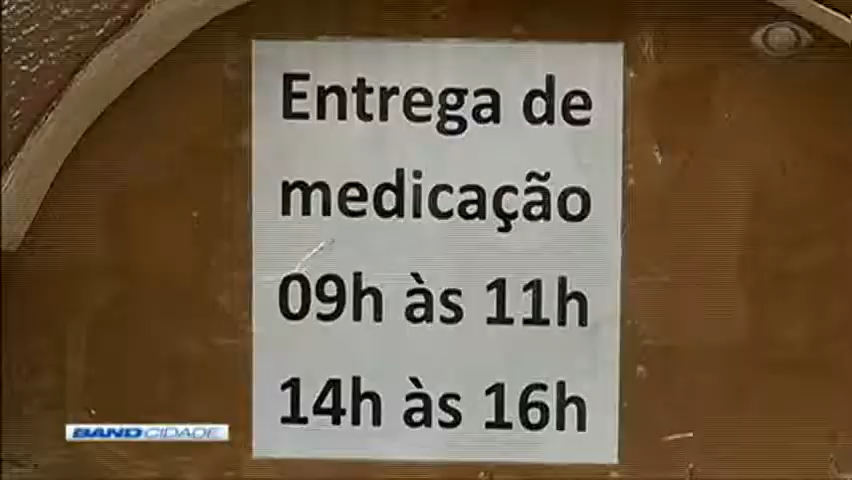 Entrega de
medicação
09h às 11h
14h às 16h
BAND CIDADE